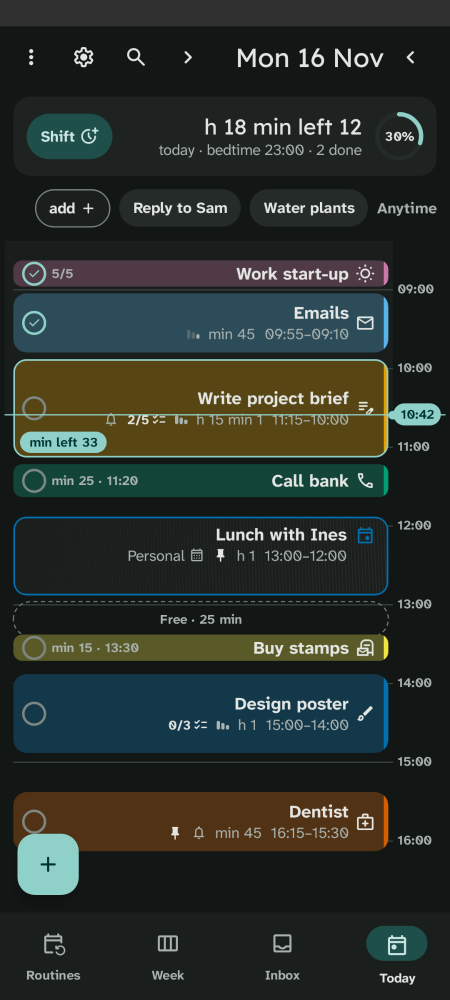 Mon 16 Nov
Shift
h 18 min left 12
today · bedtime 23:00 · 2 done
30%
add +
Reply to Sam
Water plants
Anytime
5/5
Work start-up
09:00
Emails
min 45 09:55–09:10
10:00
Write project brief
2/5 h 15 min 1 11:15–10:00
10:42
min left 33
11:00
min 25 · 11:20
Call bank
12:00
Lunch with Ines
Personal h 1 13:00–12:00
13:00
Free · 25 min
min 15 · 13:30
Buy stamps
14:00
Design poster
0/3 h 1 15:00–14:00
15:00
Dentist
min 45 16:15–15:30
16:00
+
Routines
Week
Inbox
Today